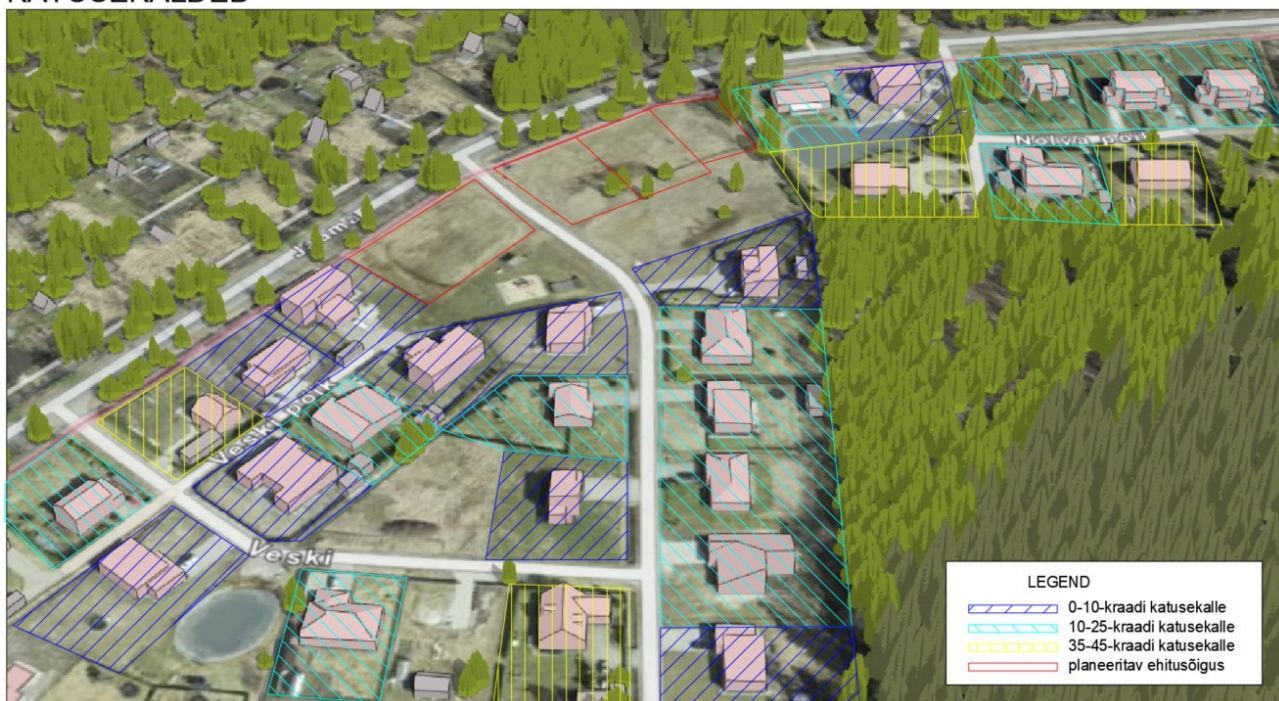 KATUSEKALDED
Nõlva põik
Veski põik
Veski
LEGEND
0-10-kraadi katusekalle
10-25-kraadi katusekalle
35-45-kraadi katusekalle
planeeritav ehitusõigus